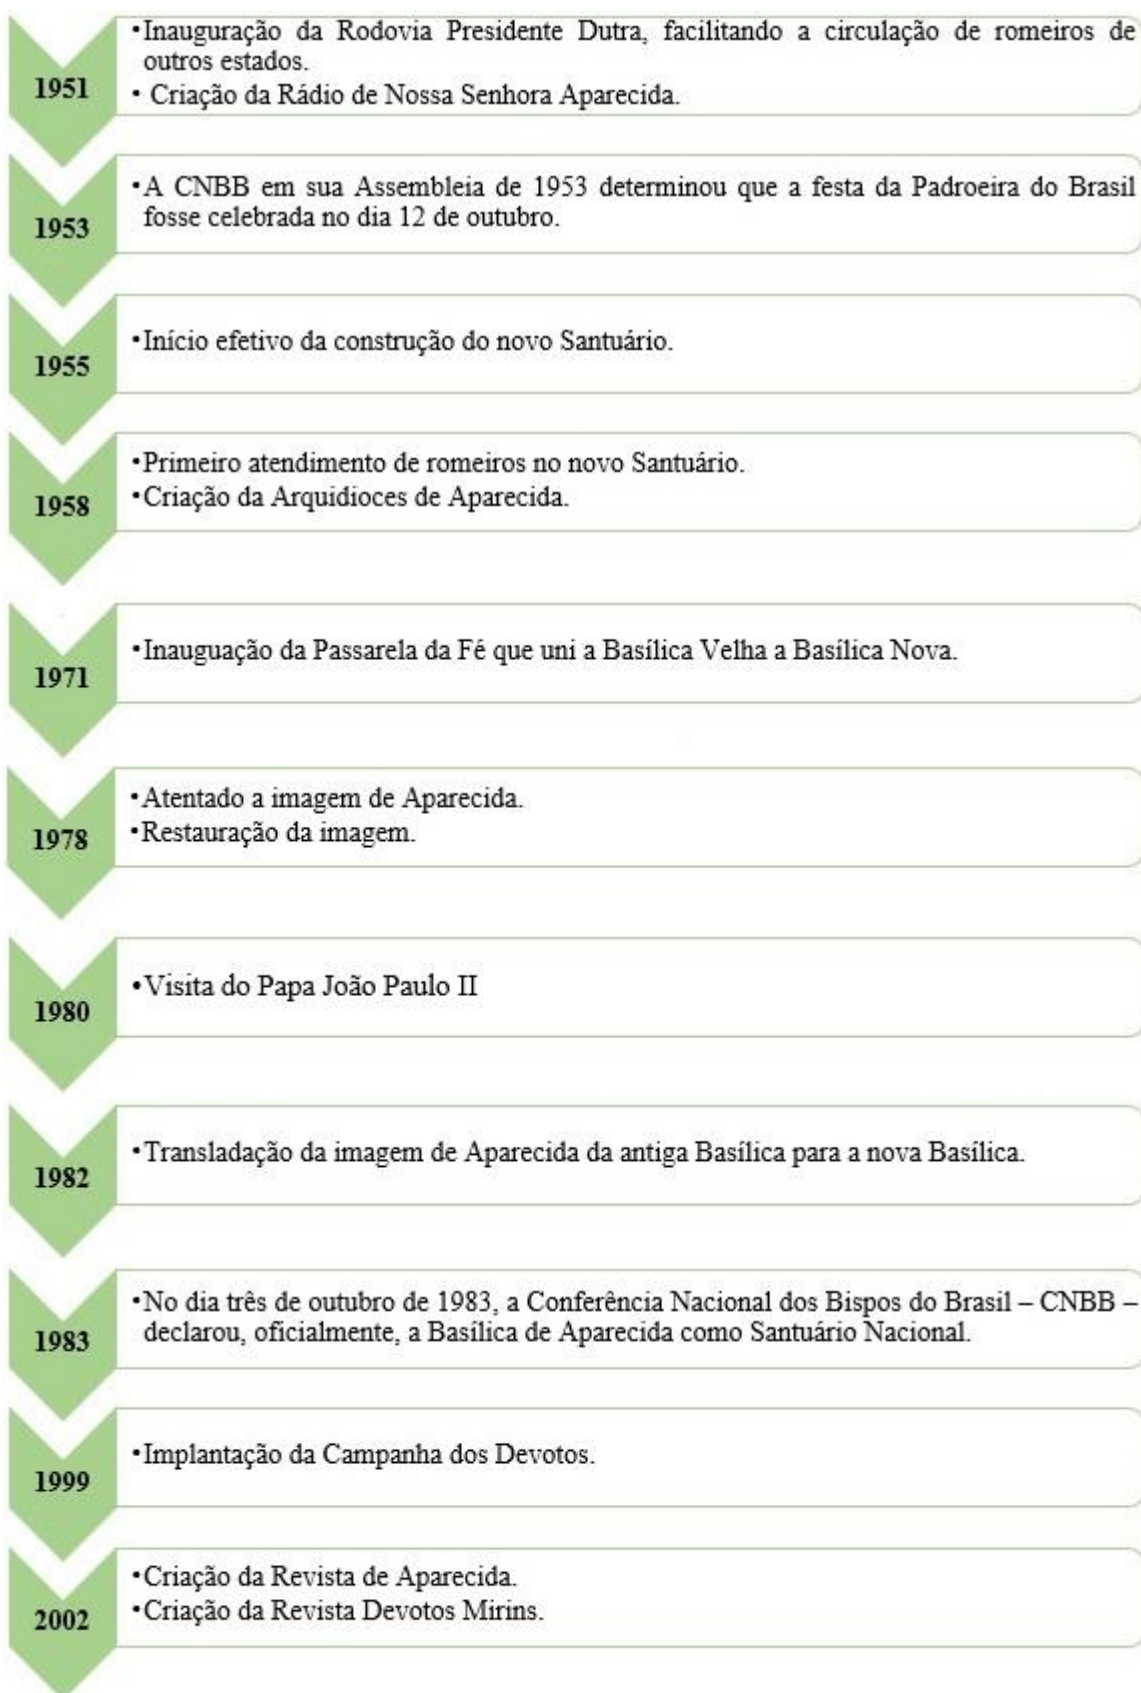 •Inauguração da Rodovia Presidente Dutra, facilitando a circulação de romeiros de
outros estados.
1951
• Criação da Rádio de Nossa Senhora Aparecida.
•A CNBB em sua Assembleia de 1953 determinou que a festa da Padroeira do Brasil
fosse celebrada no dia 12 de outubro.
1953
•Início efetivo da construção do novo Santuário.
1955
•Primeiro atendimento de romeiros no novo Santuário.
•Criação da Arquidioces de Aparecida.
1958
•Inauguação da Passarela da Fé que uni a Basílica Velha a Basílica Nova.
1971
•Atentado a imagem de Aparecida.
•Restauração da imagem.
1978
•Visita do Papa João Paulo II
1980
•Transladação da imagem de Aparecida da antiga Basílica para a nova Basílica.
1982
•No dia três de outubro de 1983, a Conferência Nacional dos Bispos do Brasil – CNBB –
declarou, oficialmente, a Basílica de Aparecida como Santuário Nacional.
1983
•Implantação da Campanha dos Devotos.
1999
•Criação da Revista de Aparecida.
•Criação da Revista Devotos Mirins.
2002